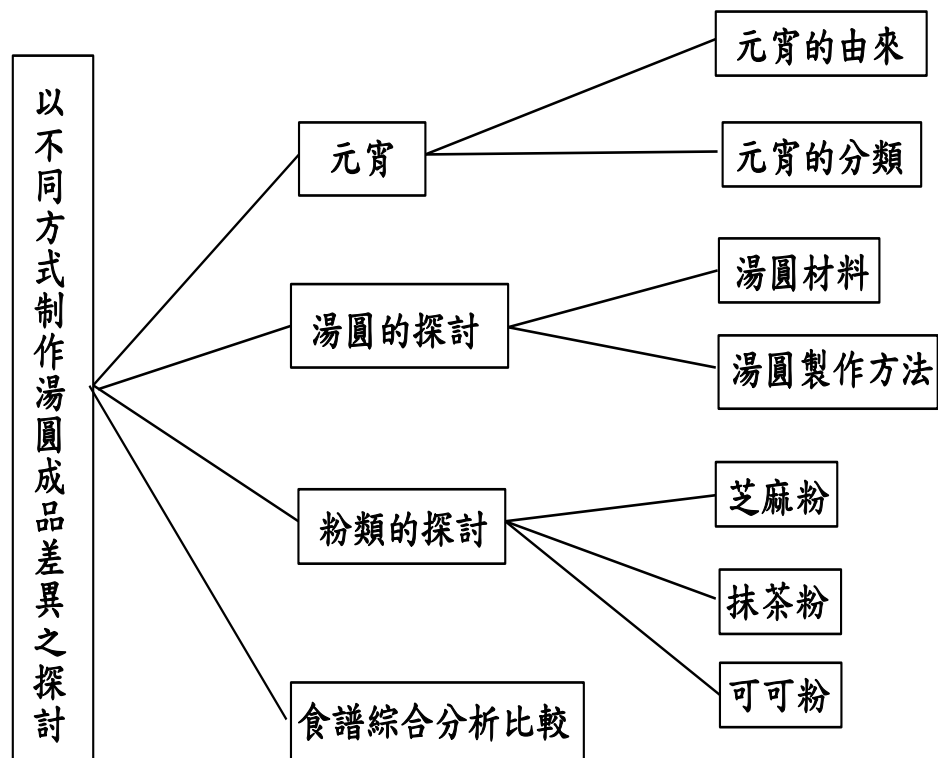 以不同方式制作湯圓成品差異之探討
元宵
元宵的由來
元宵的分類
湯圓的探討
湯圓材料
湯圓製作方法
粉類的探討
芝麻粉
抹茶粉
可可粉
食譜綜合分析比較